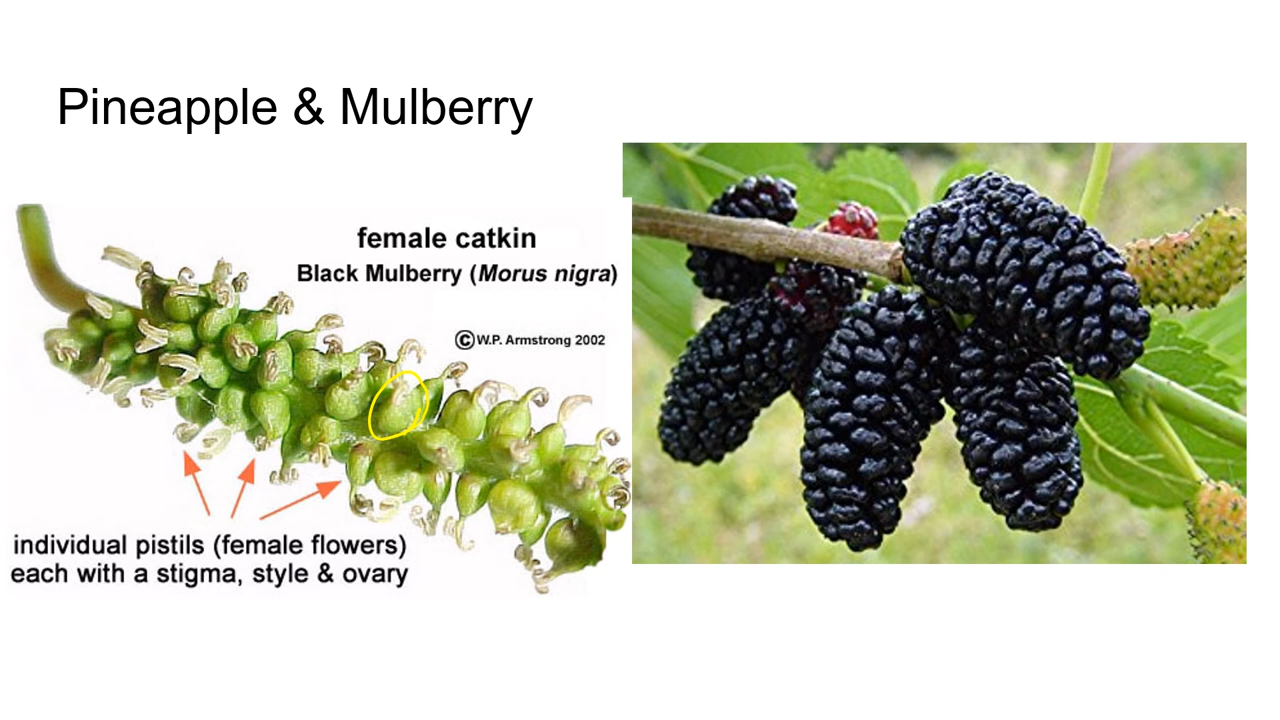 Pineapple & Mulberry
female catkin
Black Mulberry (Morus nigra)
©W.P. Armstrong 2002
individual pistils (female flowers)
each with a stigma, style & ovary